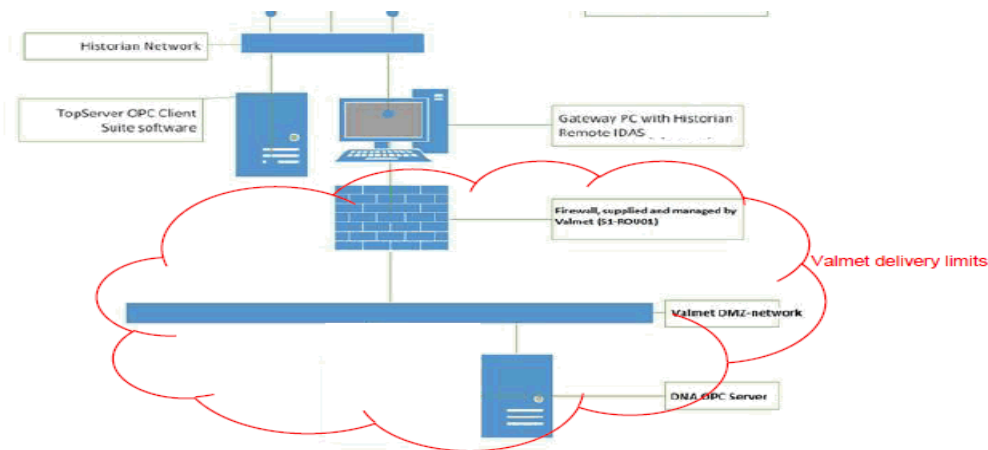 Historian Network
TopServer OPC Client
Suite software
Gateway PC with Historian
Remote IDAS
Firewall, supplied and managed by
Valmet (S1-ROU01)
Valmet delivery limits
Valmet DMZ-network
DNA OPC Server